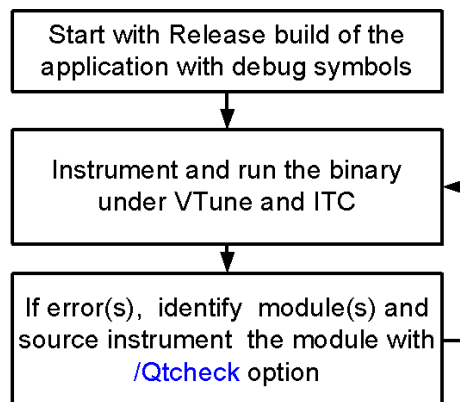 Start with Release build of the
application with debug symbols
Instrument and run the binary
under VTune and ITC
If error(s), identify module(s) and
source instrument the module with
/Qtcheck option